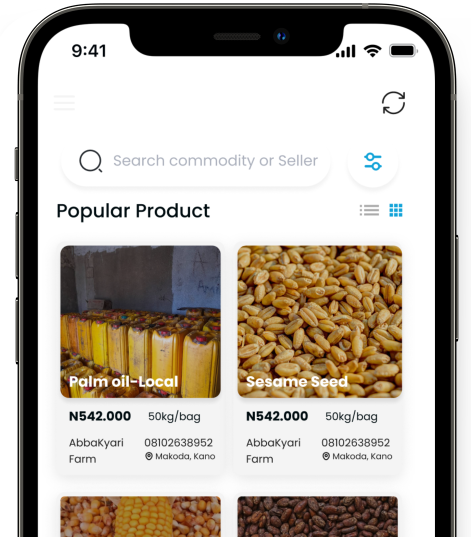 9:41
Search commodity or Seller
Popular Product
Palm oil-Local
Sesame Seed
N542.000 50kg/bag
N542.000 50kg/bag
AbbaKyari Farm
08102638952
Makoda, Kano
AbbaKyari Farm
08102638952
Makoda, Kano